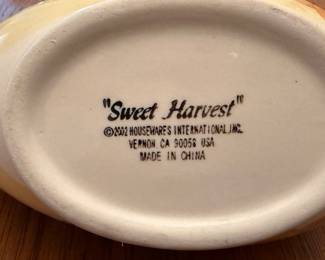 "Sweet Harvest"
©2002 HOUSEWARES INTERNATIONAL, INC.
VERNON, CA 90058 USA
MADE IN CHINA